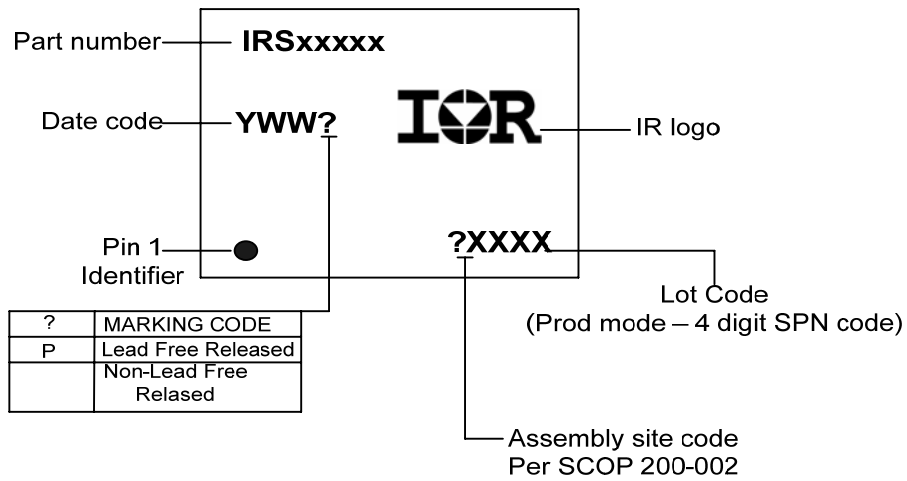 Part number
IRSxxxxx
Date code
YWW?
IOR
IR logo
Pin 1
Identifier
?XXXX
Lot Code
(Prod mode – 4 digit SPN code)
? MARKING CODE
P Lead Free Released
Non-Lead Free
Relased
Assembly site code
Per SCOP 200-002